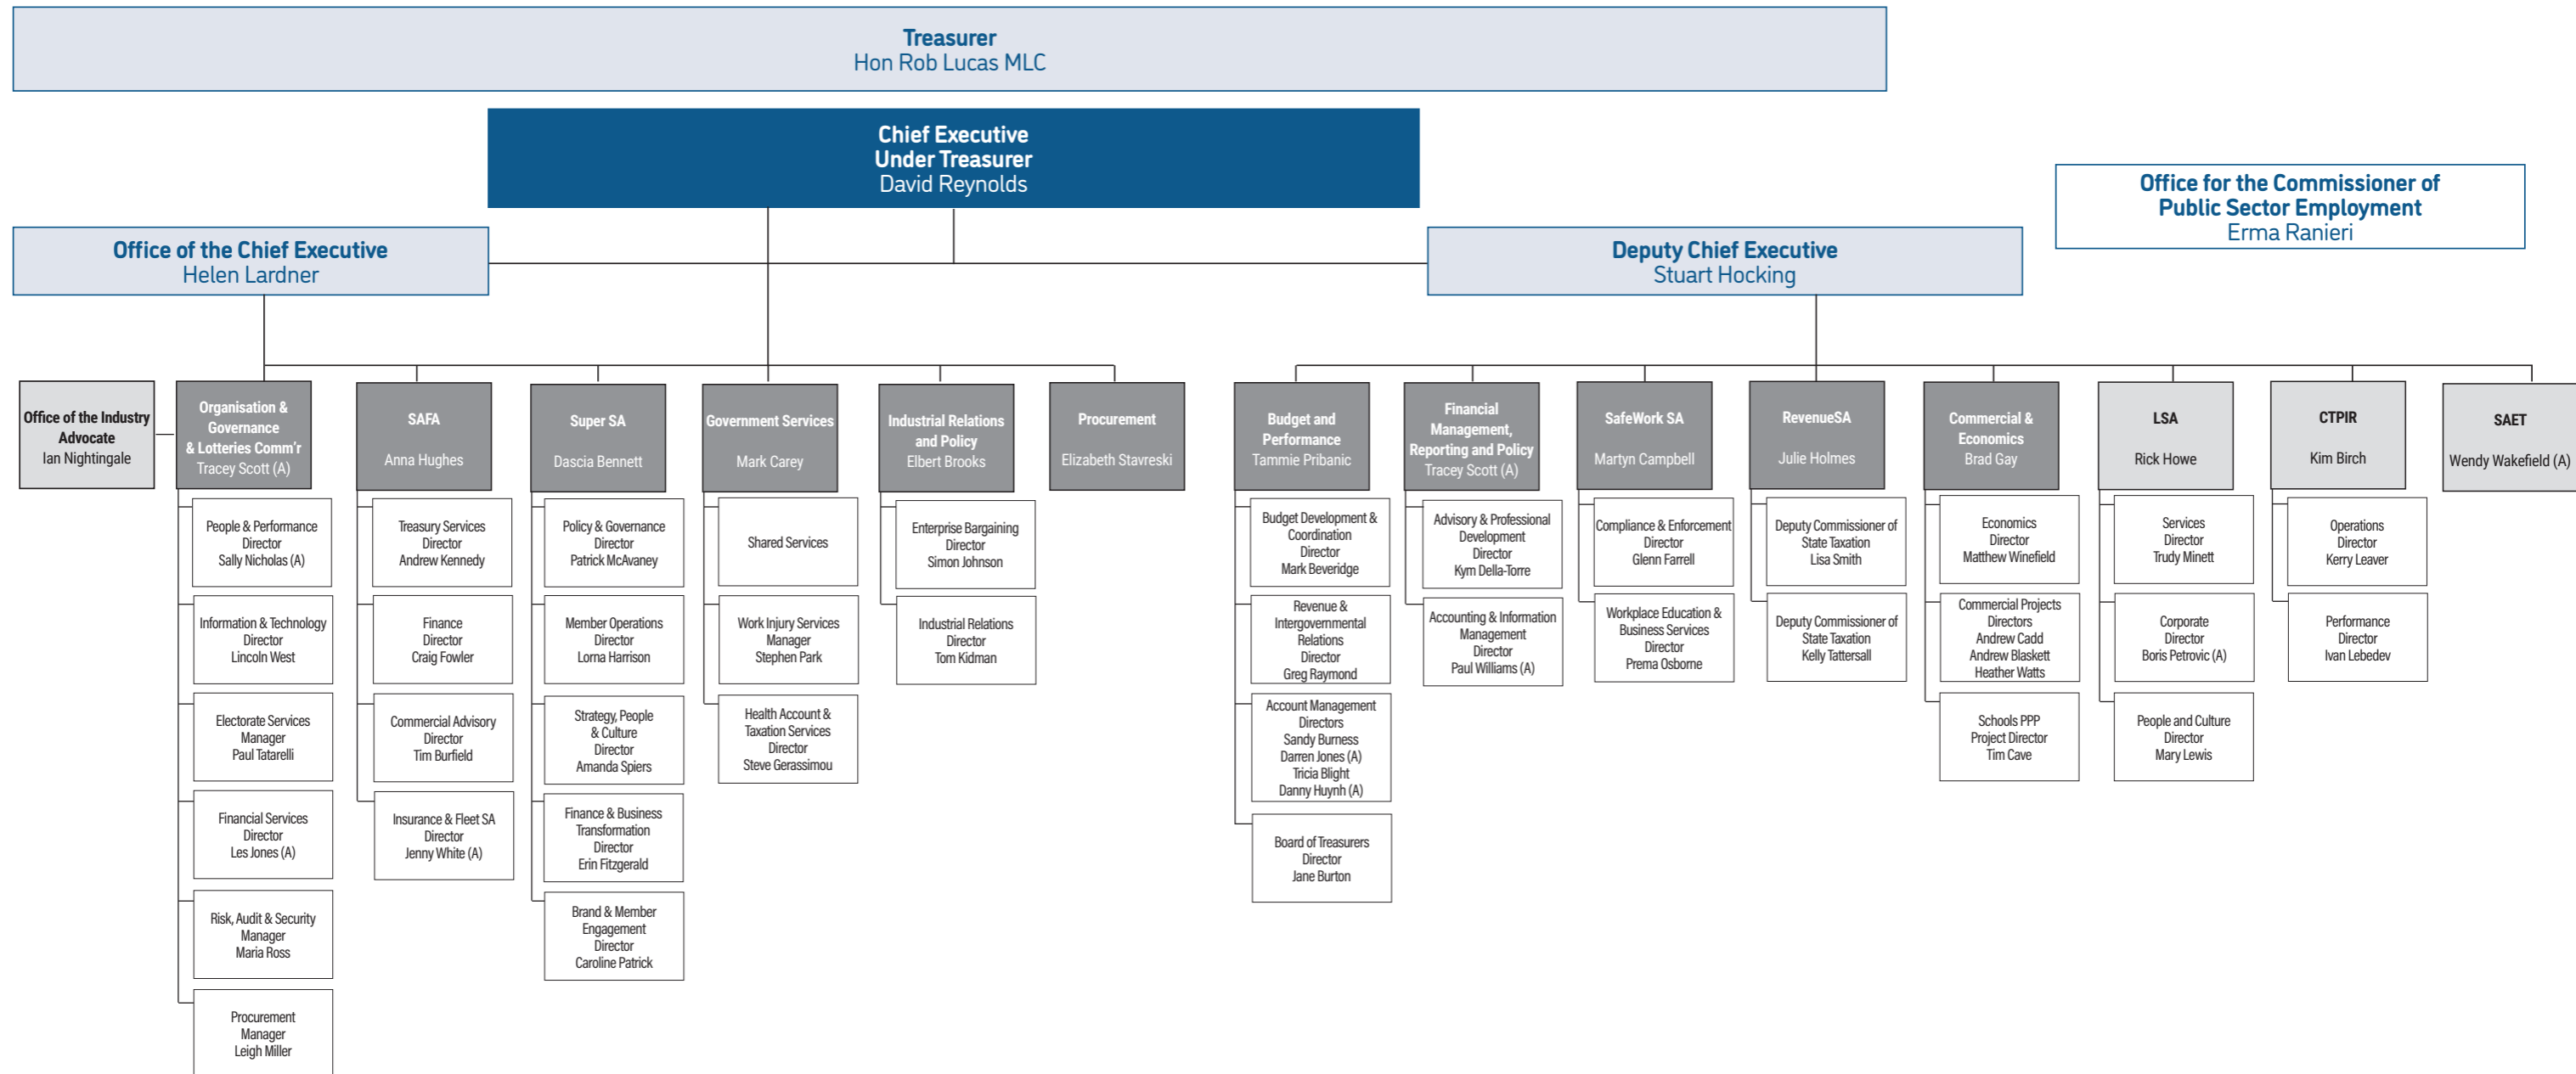 Treasurer
Hon Rob Lucas MLC
Chief Executive
Under Treasurer
David Reynolds
Office for the Commissioner of
Public Sector Employment
Erma Ranieri
Office of the Chief Executive
Helen Lardner
Deputy Chief Executive
Stuart Hocking
Office of the Industry
Advocate
Ian Nightingale
Organisation &
Governance
& Lotteries Comm'r
Tracey Scott (A)
SAFA
Anna Hughes
Super SA
Dascia Bennett
Government Services
Mark Carey
Industrial Relations
and Policy
Elbert Brooks
Procurement
Elizabeth Stavreski
Budget and
Performance
Tammie Pribanic
Financial
Management,
Reporting and Policy
Tracey Scott (A)
SafeWork SA
Martyn Campbell
RevenueSA
Julie Holmes
Commercial &
Economics
Brad Gay
LSA
Rick Howe
CTPIR
Kim Birch
SAET
Wendy Wakefield (A)
People & Performance
Director
Sally Nicholas (A)
Information & Technology
Director
Lincoln West
Electorate Services
Manager
Paul Tatarelli
Financial Services
Director
Les Jones (A)
Risk, Audit & Security
Manager
Maria Ross
Procurement
Manager
Leigh Miller
Treasury Services
Director
Andrew Kennedy
Finance
Director
Craig Fowler
Commercial Advisory
Director
Tim Burfield
Insurance & Fleet SA
Director
Jenny White (A)
Policy & Governance
Director
Patrick McAvaney
Member Operations
Director
Lorna Harrison
Strategy, People
& Culture
Director
Amanda Spiers
Finance & Business
Transformation
Director
Erin Fitzgerald
Brand & Member
Engagement
Director
Caroline Patrick
Shared Services
Work Injury Services
Manager
Stephen Park
Health Account &
Taxation Services
Director
Steve Gerassimou
Enterprise Bargaining
Director
Simon Johnson
Industrial Relations
Director
Tom Kidman
Budget Development &
Coordination
Director
Mark Beveridge
Revenue &
Intergovernmental
Relations
Director
Greg Raymond
Account Management
Directors
Sandy Burness
Darren Jones (A)
Tricia Blight
Danny Huynh (A)
Board of Treasurers
Director
Jane Burton
Advisory & Professional
Development
Director
Kym Della-Torre
Accounting & Information
Management
Director
Paul Williams (A)
Compliance & Enforcement
Director
Glenn Farrell
Workplace Education &
Business Services
Director
Prema Osborne
Deputy Commissioner of
State Taxation
Lisa Smith
Deputy Commissioner of
State Taxation
Kelly Tattersall
Economics
Director
Matthew Winefield
Commercial Projects
Directors
Andrew Cadd
Andrew Blaskett
Heather Watts
Schools PPP
Project Director
Tim Cave
Services
Director
Trudy Minett
Corporate
Director
Boris Petrovic (A)
People and Culture
Director
Mary Lewis
Operations
Director
Kerry Leaver
Performance
Director
Ivan Lebedev